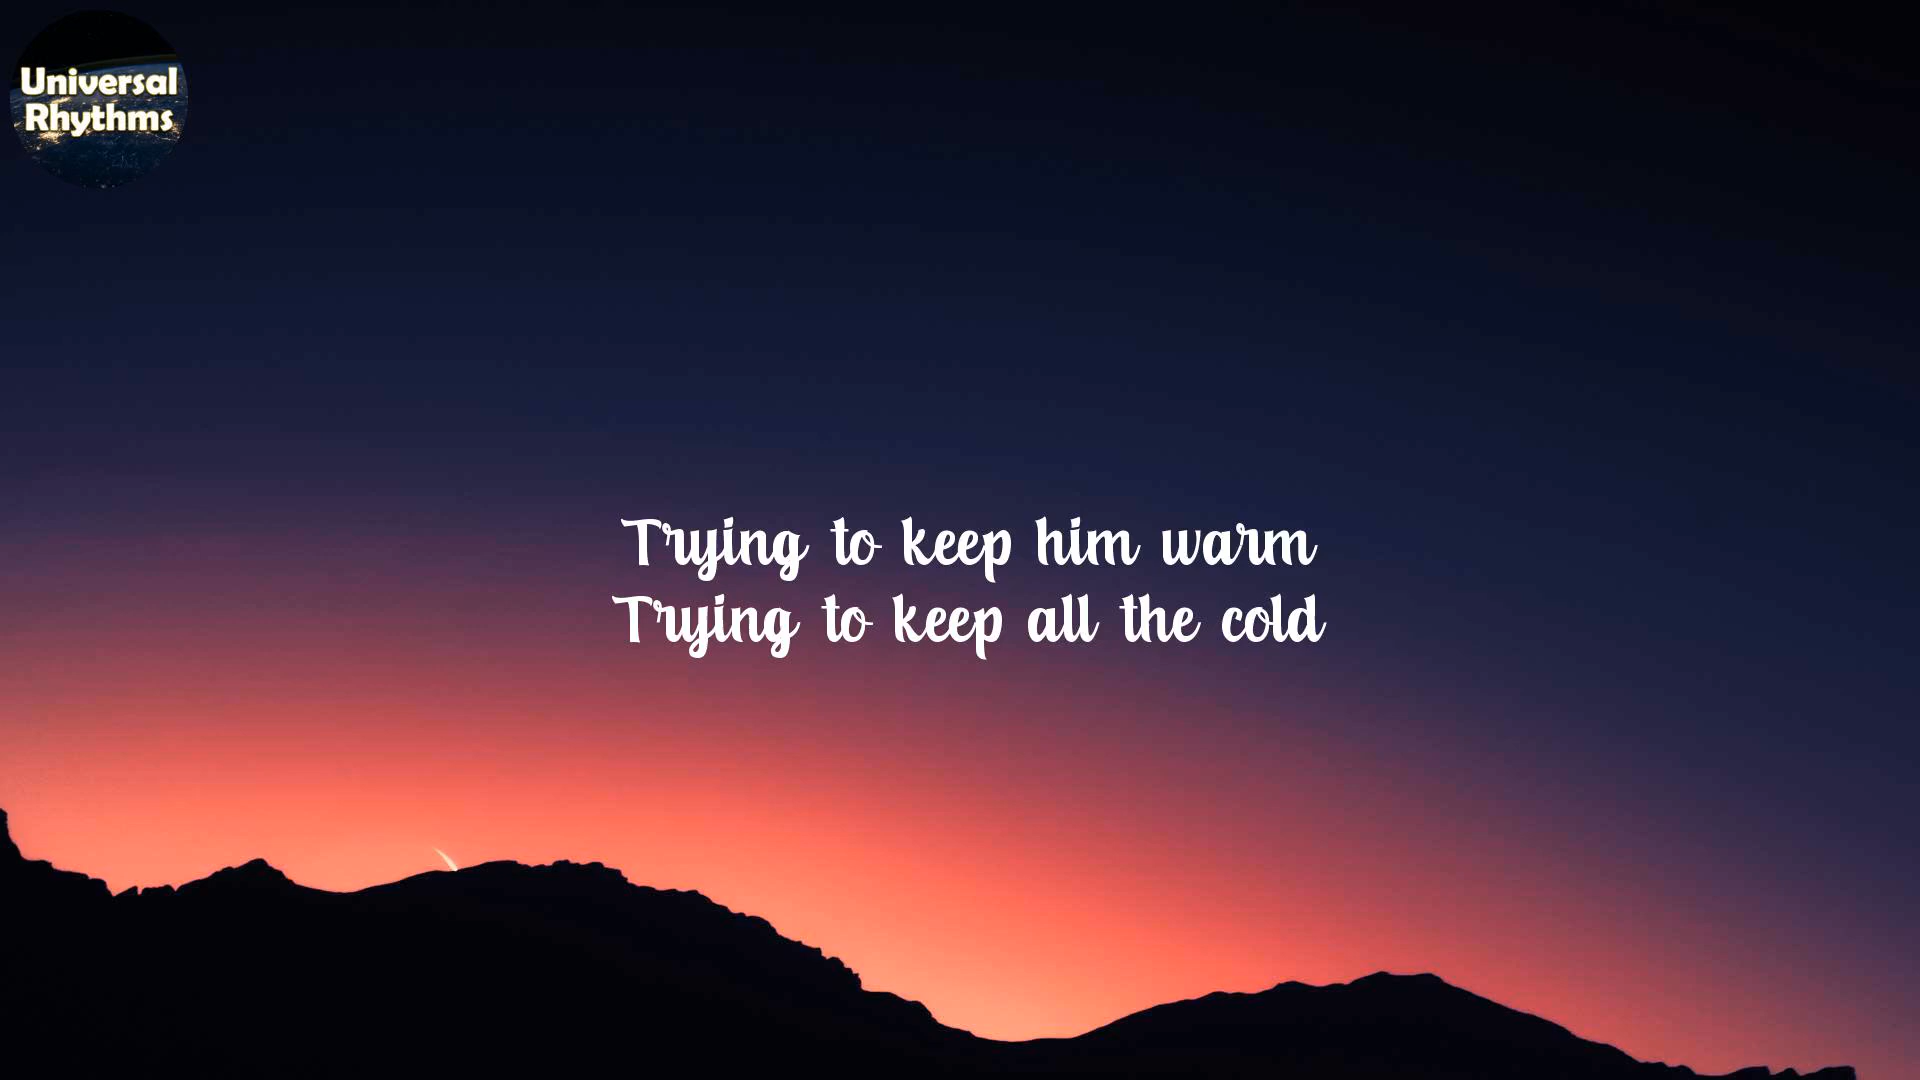 Universal
Rhythms
Trying to keep him warm
Trying to keep all the cold